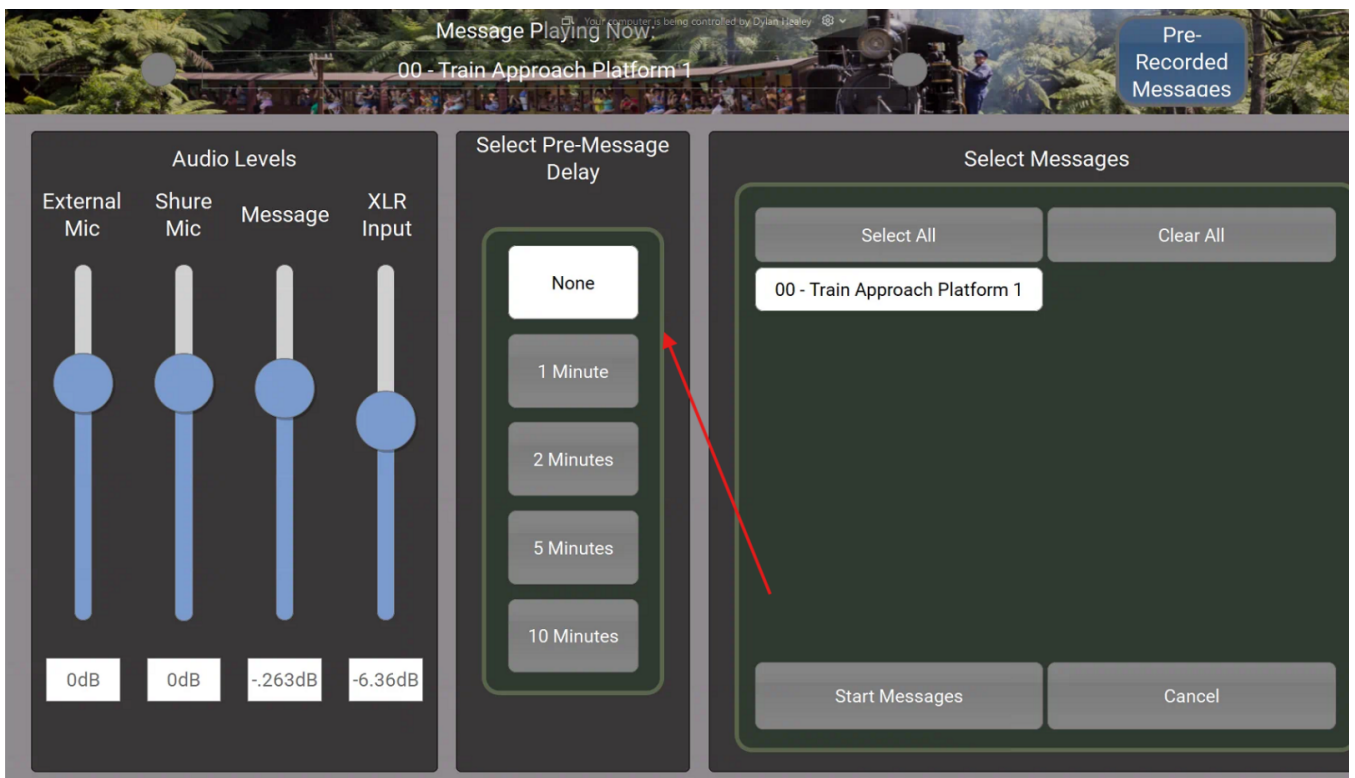 Your computer is being controlled by Dylan Healey
Message Playing Now:
00 - Train Approach Platform 1
Pre-
Recorded
Messages
Audio Levels
External
Mic
Shure
Mic
Message
XLR
Input
0dB
0dB
-.263dB
-6.36dB
Select Pre-Message
Delay
None
1 Minute
2 Minutes
5 Minutes
10 Minutes
Select Messages
Select All
Clear All
00 - Train Approach Platform 1
Start Messages
Cancel